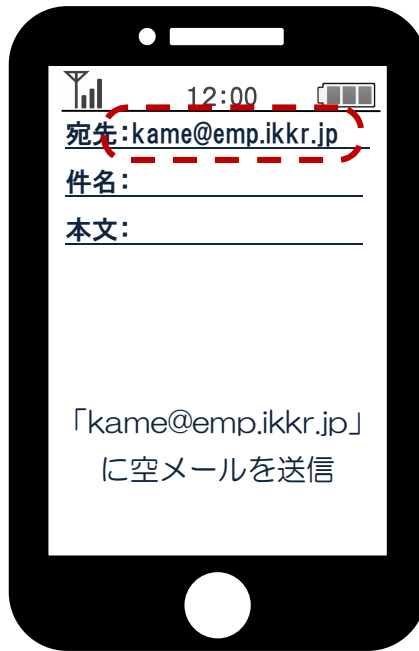 12:00
宛先:kame@emp.ikkr.jp
件名:
本文:
「kame@emp.ikkr.jp」
に空メールを送信